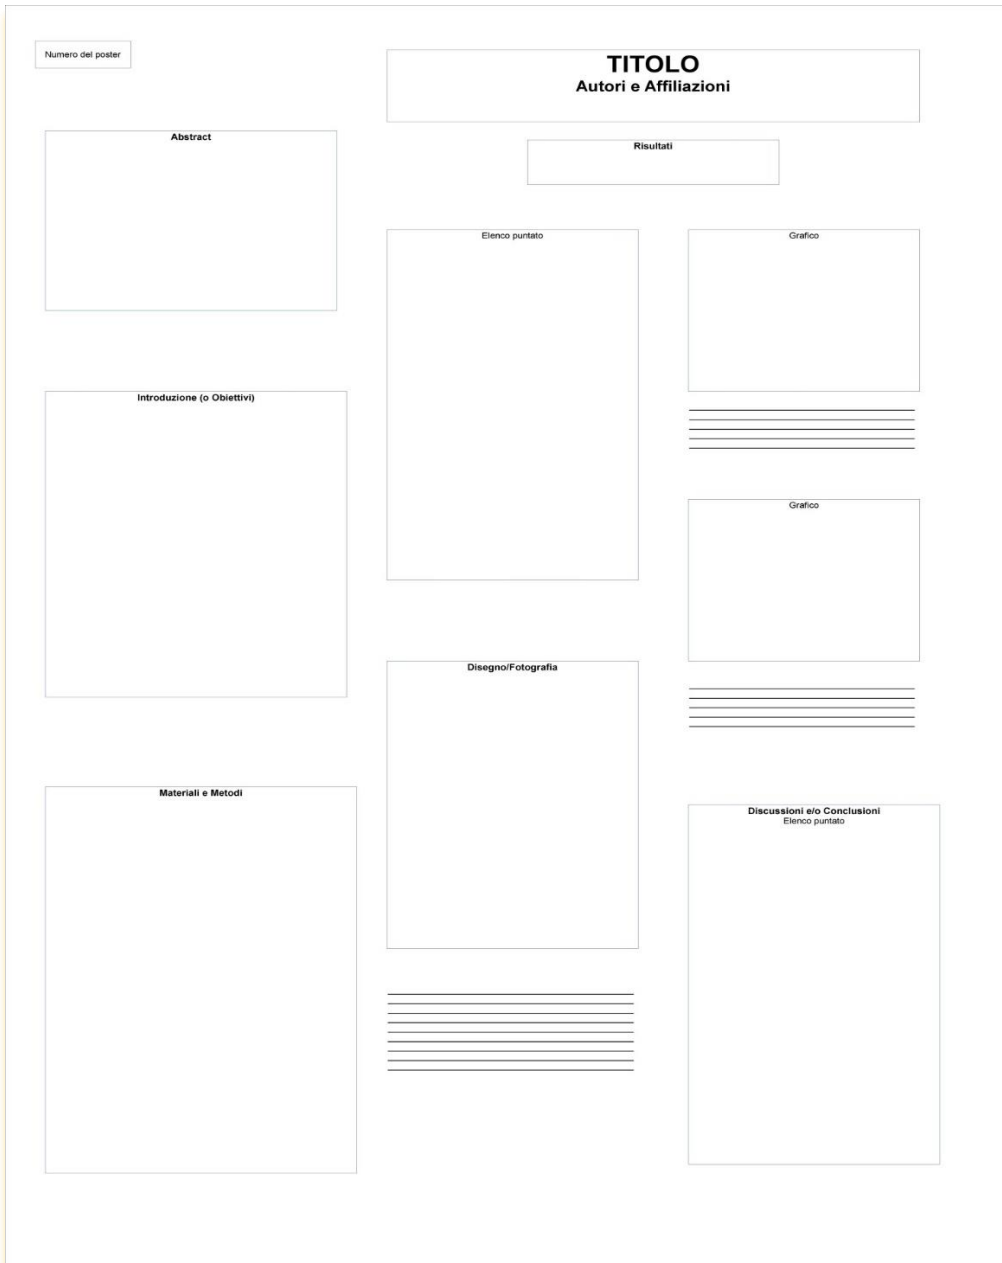 Numero del poster
TITOLO
Autori e Affiliazioni
Abstract
Risultati
Elenco puntato
Grafico
Introduzione (o Obiettivi)
Grafico
Disegno/Fotografia
Materiali e Metodi
Discussioni e/o Conclusioni
Elenco puntato